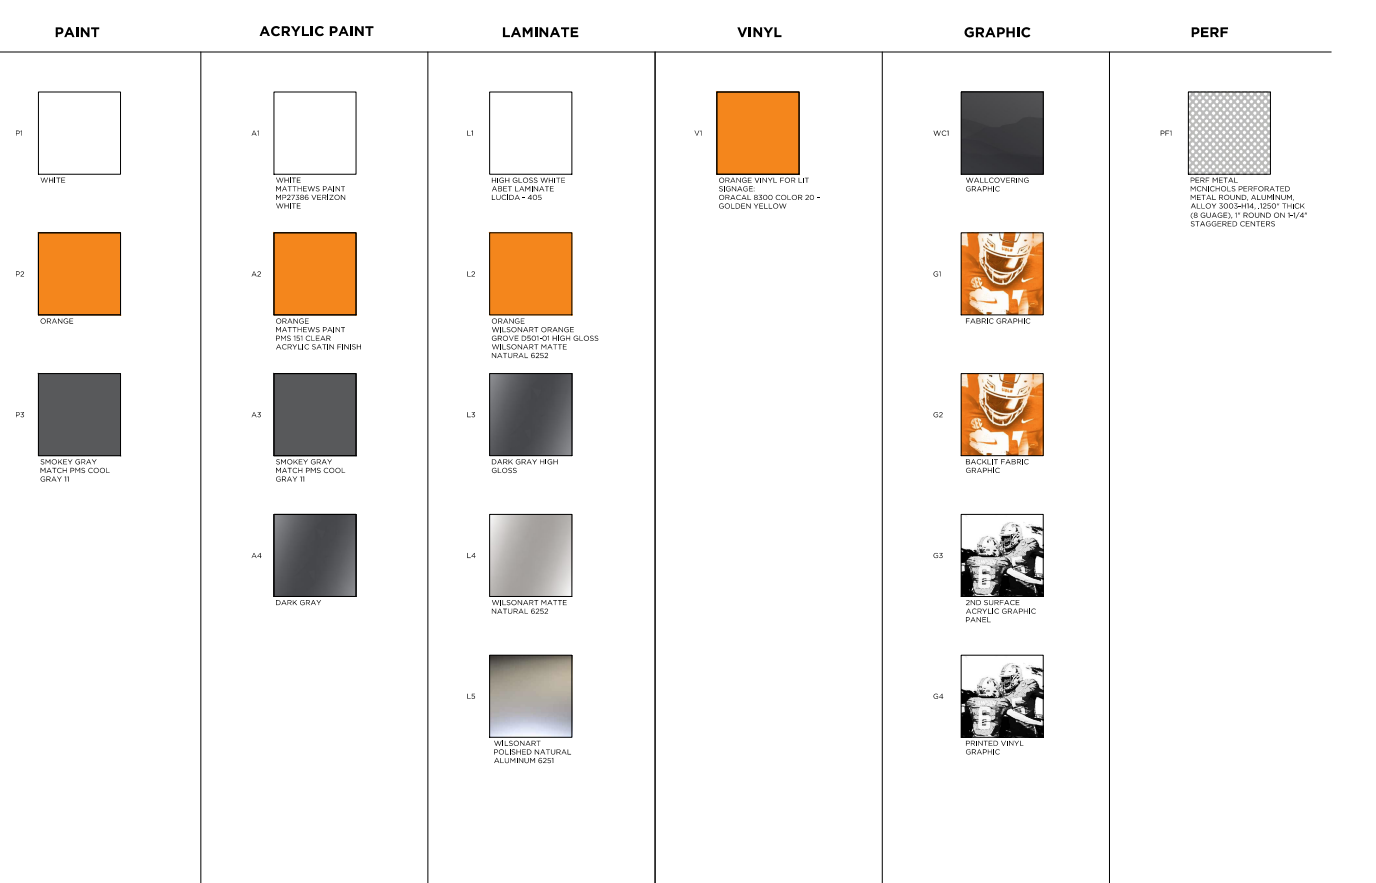 PAINT
ACRYLIC PAINT
LAMINATE
VINYL
GRAPHIC
PERF
P1
WHITE
P2
ORANGE
P3
SMOKEY GRAY
MATCH PMS COOL
GRAY 11
A1
WHITE
MATTHEWS PAINT
MP27386 VERIZON
WHITE
A2
ORANGE
MATTHEWS PAINT
PMS 151 CLEAR
ACRYLIC SATIN FINISH
A3
SMOKEY GRAY
MATCH PMS COOL
GRAY 11
A4
DARK GRAY
L1
HIGH GLOSS WHITE
ABET LAMINATE
LUCIDA - 405
L2
ORANGE
WILSONART ORANGE
GROVE D501-01 HIGH GLOSS
WILSONART MATTE
NATURAL 6252
L3
DARK GRAY HIGH
GLOSS
L4
WILSONART MATTE
NATURAL 6252
L5
WILSONART
POLISHED NATURAL
ALUMINUM 6251
V1
ORANGE VINYL FOR LIT
SIGNAGE:
ORACAL 8300 COLOR 20 -
GOLDEN YELLOW
WC1
WALLCOVERING
GRAPHIC
G1
FABRIC GRAPHIC
G2
BACKLIT FABRIC
GRAPHIC
G3
2ND SURFACE
ACRYLIC GRAPHIC
PANEL
G4
PRINTED VINYL
GRAPHIC
PF1
PERF METAL
MCNICHOLS PERFORATED
METAL ROUND, ALUMINUM,
ALLOY 3003-H14, .1250" THICK
(8 GUAGE), 1" ROUND ON 1-1/4"
STAGGERED CENTERS